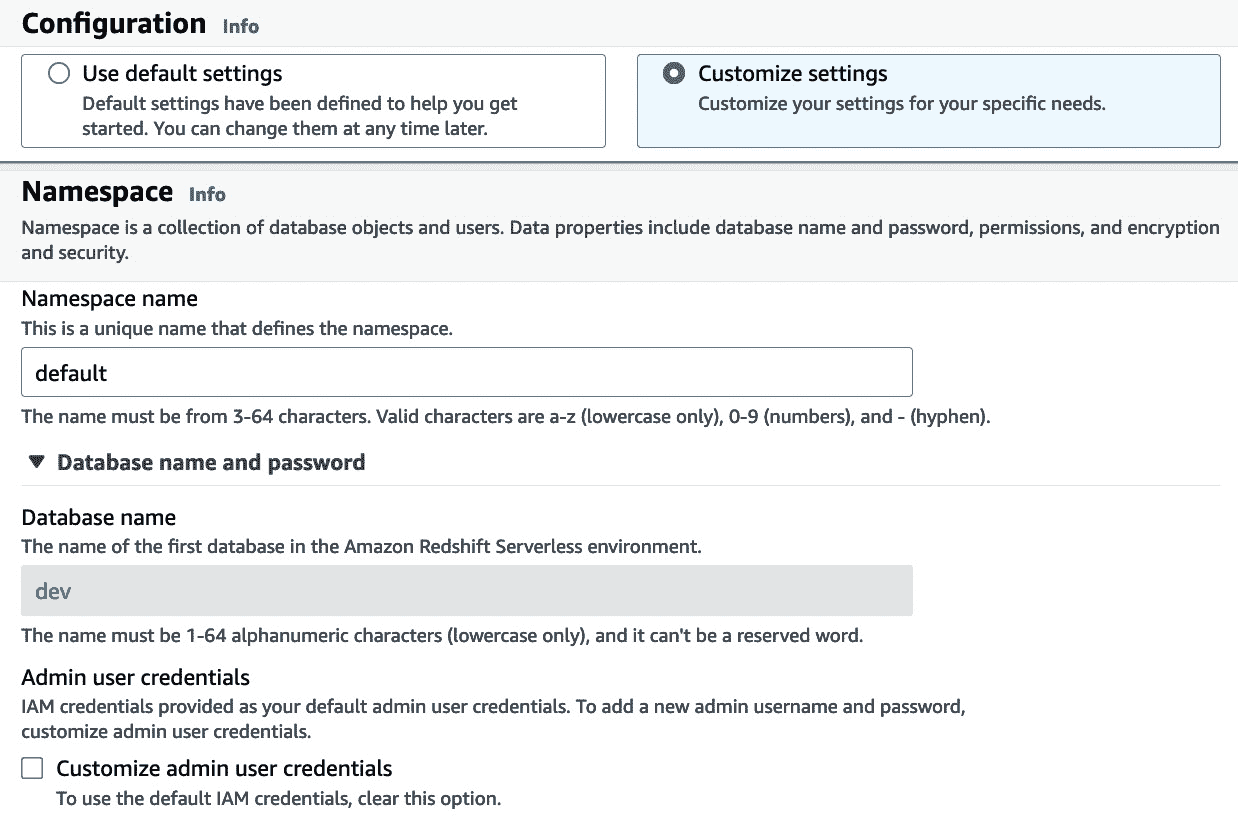 Configuration Info
Use default settings
Default settings have been defined to help you get
started. You can change them at any time later.
Customize settings
Customize your settings for your specific needs.
Namespace Info
Namespace is a collection of database objects and users. Data properties include database name and password, permissions, and encryption
and security.
Namespace name
This is a unique name that defines the namespace.
default
The name must be from 3-64 characters. Valid characters are a-z (lowercase only), 0-9 (numbers), and - (hyphen).
Database name and password
Database name
The name of the first database in the Amazon Redshift Serverless environment.
dev
The name must be 1-64 alphanumeric characters (lowercase only), and it can't be a reserved word.
Admin user credentials
IAM credentials provided as your default admin user credentials. To add a new admin username and password,
customize admin user credentials.
Customize admin user credentials
To use the default IAM credentials, clear this option.